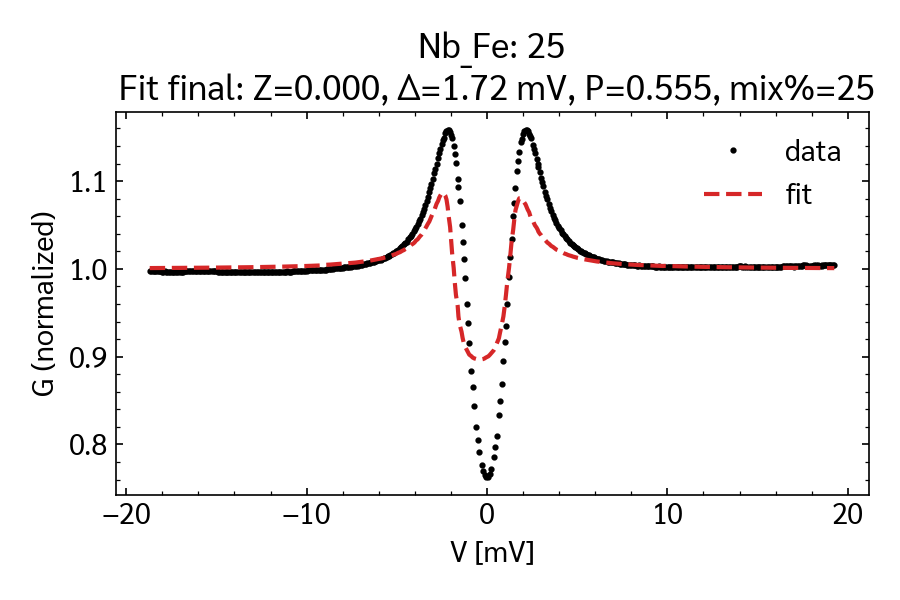 Nb_Fe: 25
Fit final: Z=0.000, Δ=1.72 mV, P=0.555, mix%=25
data
fit
1.1
1.0
0.9
0.8
G (normalized)
−20 −10 0 10 20
V [mV]